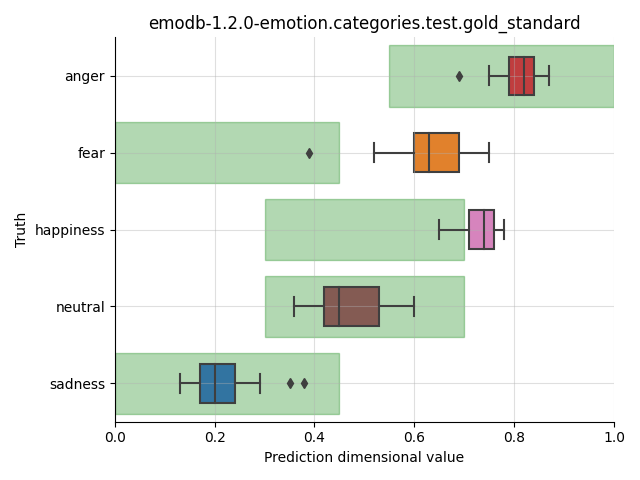 emodb-1.2.0-emotion.categories.test.gold_standard
anger
fear
happiness
neutral
sadness
Truth
0.0 0.2 0.4 0.6 0.8 1.0
Prediction dimensional value